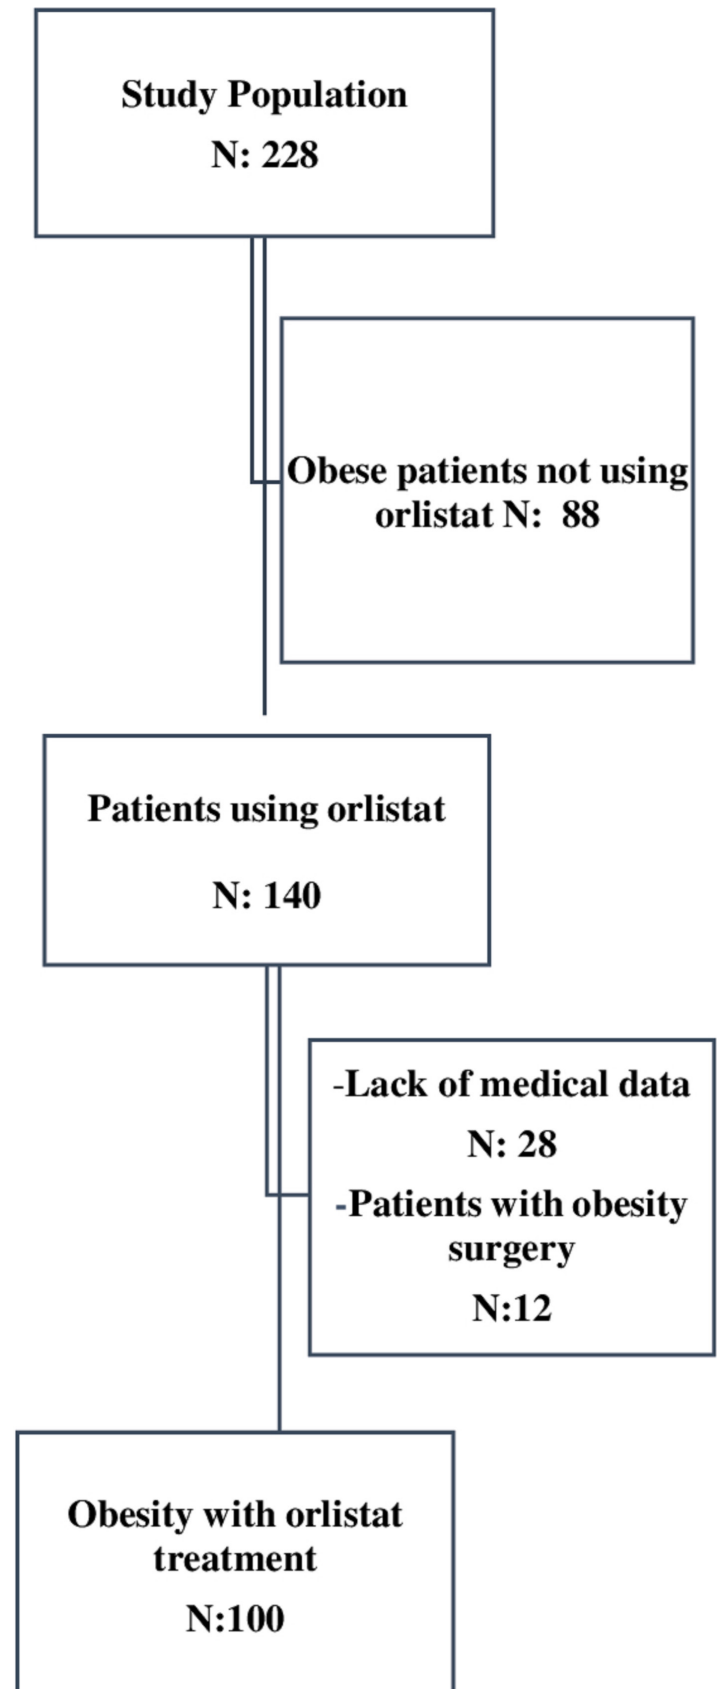 Study Population
N: 228
Obese patients not using
orlistat N:  88
Patients using orlistat
N: 140
-Lack of medical data
N: 28
-Patients with obesity
surgery
N:12
Obesity with orlistat
treatment
N:100